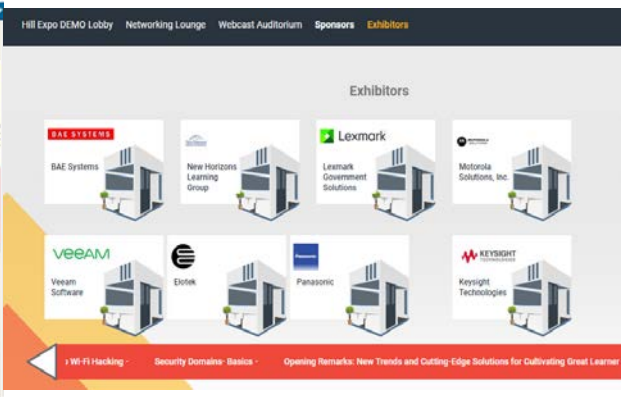 Hill Expo DEMO Lobby Networking Lounge Webcast Auditorium Sponsors Exhibitors
Exhibitors
BAE SYSTEMS
BAE Systems
New Horizons
Learning
Group
Lexmark
Lexmark
Government
Solutions
Motorola
Solutions, Inc.
veeam
Veeam
Software
Elotek
Panasonic
Panasonic
KEYSIGHT
TECHNOLOGIES
Keysight
Technologies
Wi-Fi Hacking - Security Domains- Basics - Opening Remarks: New Trends and Cutting-Edge Solutions for Cultivating Great Learner